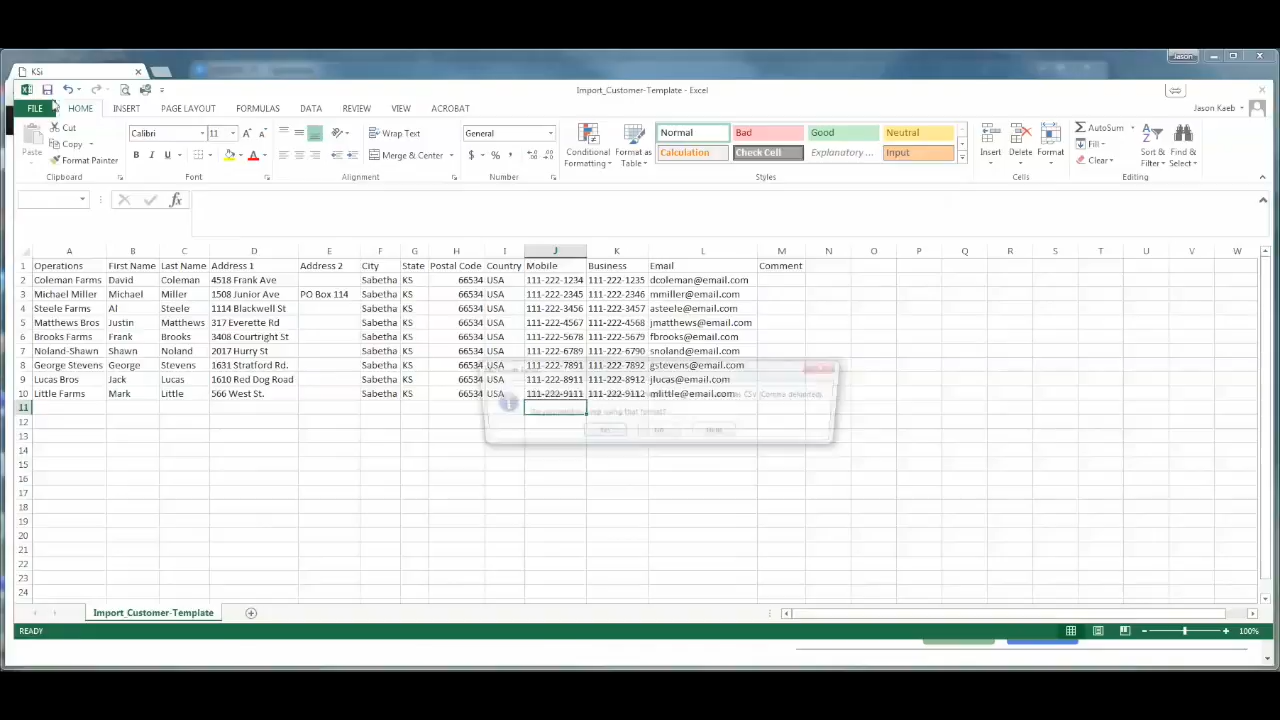 Jason
KSi
Import_Customer-Template - Excel
FILE HOME INSERT PAGE LAYOUT FORMULAS DATA REVIEW VIEW ACROBAT Jason Kaeb
Cut Calibri 11 Wrap Text General Normal Bad Good Neutral AutoSum
Paste Copy Conditional Formatting Format as Table Insert Delete Format Fill Sort & Filter Find & Select
Format Painter B I U A Merge & Center $ % Calculation Check Cell Explanatory ... Input Clear
Clipboard Font Alignment Number Styles Cells Editing
fx
A B C D E F G H I J K L M N O P Q R S T U V W
1 Operations First Name Last Name Address 1 Address 2 City State Postal Code Country Mobile Business Email Comment
2 Coleman Farms David Coleman 4518 Frank Ave Sabetha KS 66534 USA 111-222-1234 111-222-1235 dcoleman@email.com
3 Michael Miller Michael Miller 1508 Junior Ave PO Box 114 Sabetha KS 66534 USA 111-222-2345 111-222-2346 mmiller@email.com
4 Steele Farms Al Steele 1114 Blackwell St Sabetha KS 66534 USA 111-222-3456 111-222-3457 asteele@email.com
5 Matthews Bros Justin Matthews 317 Everette Rd Sabetha KS 66534 USA 111-222-4567 111-222-4568 jmatthews@email.com
6 Brooks Farms Frank Brooks 3408 Courtright St Sabetha KS 66534 USA 111-222-5678 111-222-5679 fbrooks@email.com
7 Noland-Shawn Shawn Noland 2017 Hurry St Sabetha KS 66534 USA 111-222-6789 111-222-6790 snoland@email.com
8 George Stevens George Stevens 1631 Stratford Rd. Sabetha KS 66534 USA 111-222-7891 111-222-7892 gstevens@email.com
9 Lucas Bros Jack Lucas 1610 Red Dog Road Sabetha KS 66534 USA 111-222-8911 111-222-8912 jlucas@email.com
10 Little Farms Mark Little 566 West St. Sabetha KS 66534 USA 111-222-9111 111-222-9112 mlittle@email.com
CSV (Comma delimited)
11
using that format?
12
13
14
15
16
17
18
19
20
21
22
23
24
Import_Customer-Template
READY 100%